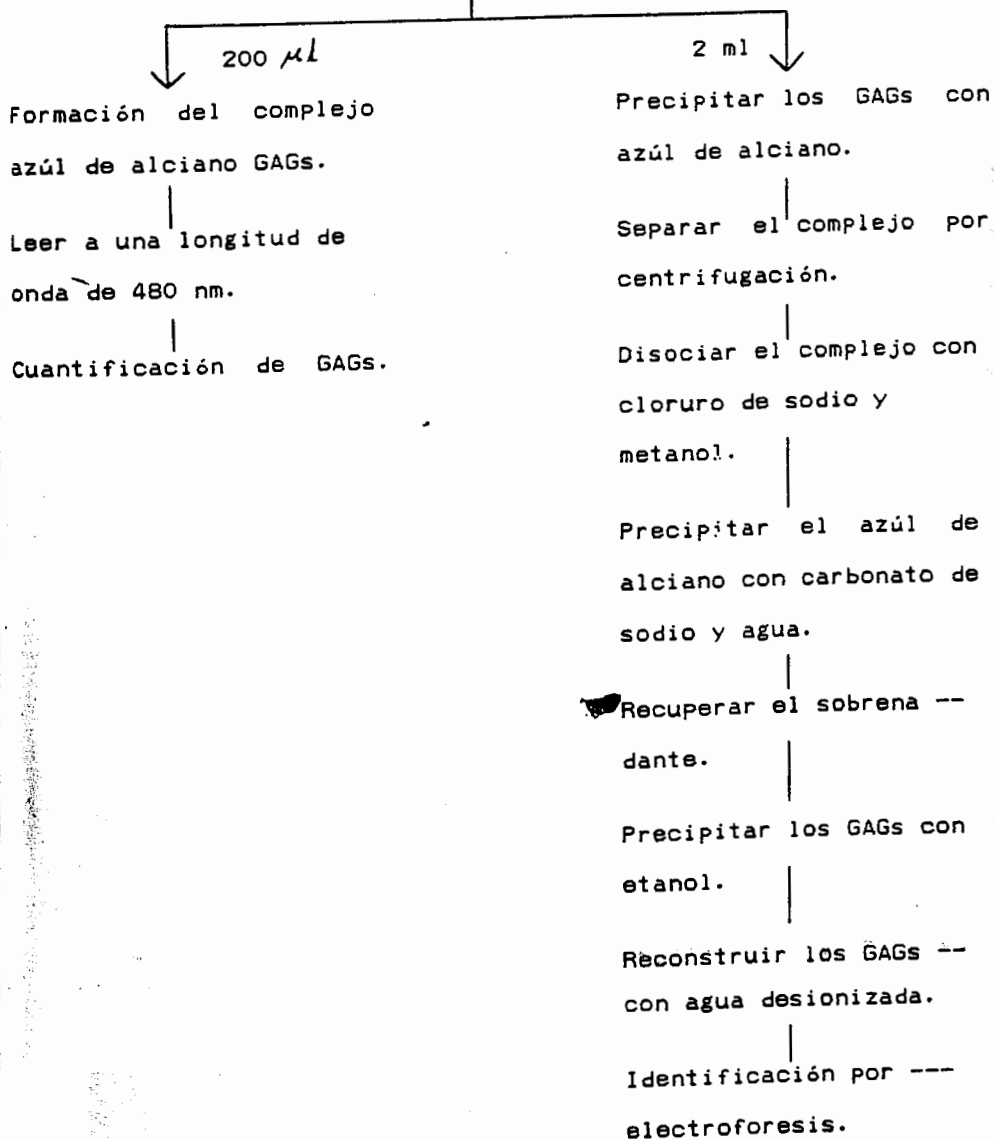 200 μl
Formación del complejo
azúl de alciano GAGs.
Leer a una longitud de
onda de 480 nm.
Cuantificación de GAGs.
2 ml
Precipitar los GAGs con
azúl de alciano.
Separar el complejo por
centrifugación.
Disociar el complejo con
cloruro de sodio y
metanol.
Precipitar el azúl de
alciano con carbonato de
sodio y agua.
Recuperar el sobrena --
dante.
Precipitar los GAGs con
etanol.
Reconstruir los GAGs --
con agua desionizada.
Identificación por ---
electroforesis.